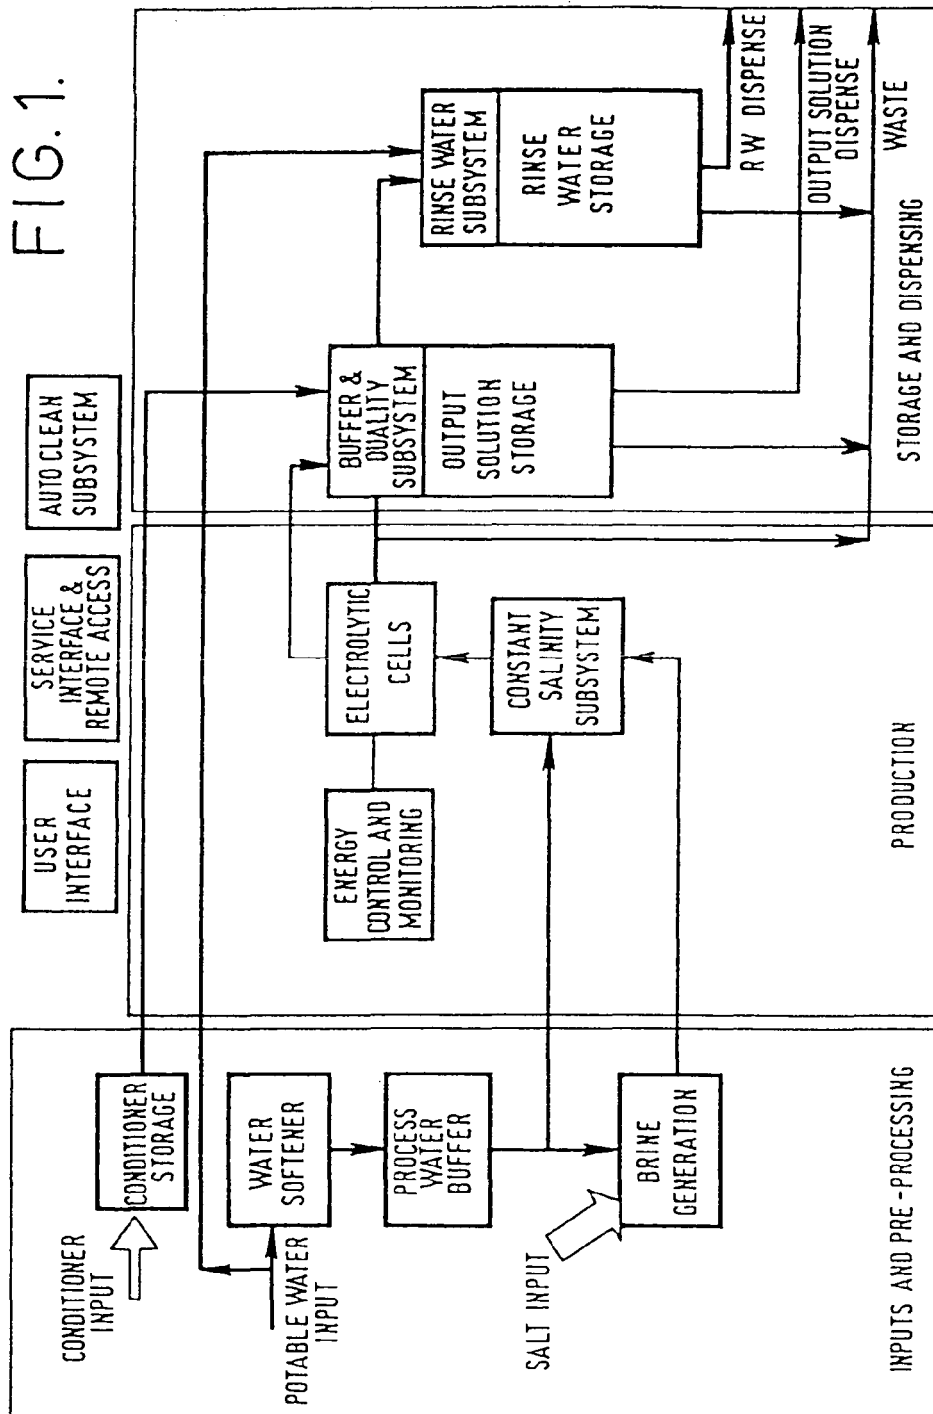 FIG. 1.
USER
INTERFACE
SERVICE
INTERFACE &
REMOTE ACCESS
AUTO CLEAN
SUBSYSTEM
CONDITIONER
INPUT
CONDITIONER
STORAGE
POTABLE WATER
INPUT
WATER
SOFTENER
PROCESS
WATER
BUFFER
SALT INPUT
BRINE
GENERATION
INPUTS AND PRE-PROCESSING
ENERGY
CONTROL AND
MONITORING
ELECTROLYTIC
CELLS
CONSTANT
SALINITY
SUBSYSTEM
PRODUCTION
BUFFER &
DUALITY
SUBSYSTEM
OUTPUT
SOLUTION
STORAGE
RINSE WATER
SUBSYSTEM
RINSE
WATER
STORAGE
RW DISPENSE
OUTPUT SOLUTION
DISPENSE
WASTE
STORAGE AND DISPENSING